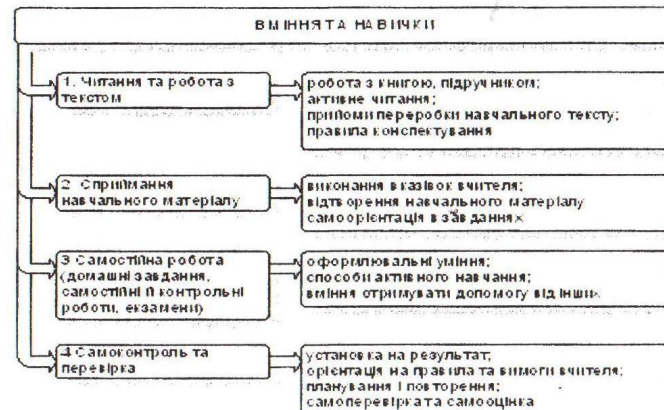 ВМІННЯ ТА НАВИЧКИ
1. Читання та робота з
текстом
робота з книгою, підручником;
активне читання;
прийоми переробки навчального тексту;
правила конспектування
2. Сприймання
навчального матеріалу
виконання вказівок вчителя;
відтворення навчального матеріалу
самоорієнтація в завданнях
3 Самостійна робота
(домашні завдання,
самостійні й контрольні
роботи, екзамени)
оформлювальні уміння;
способи активного навчання;
вміння отримувати допомогу від інших
4 Самоконтроль та
перевірка
установка на результат;
орієнтація на правила та вимоги вчителя;
планування і повторення;
самоперевірка та самооцінка